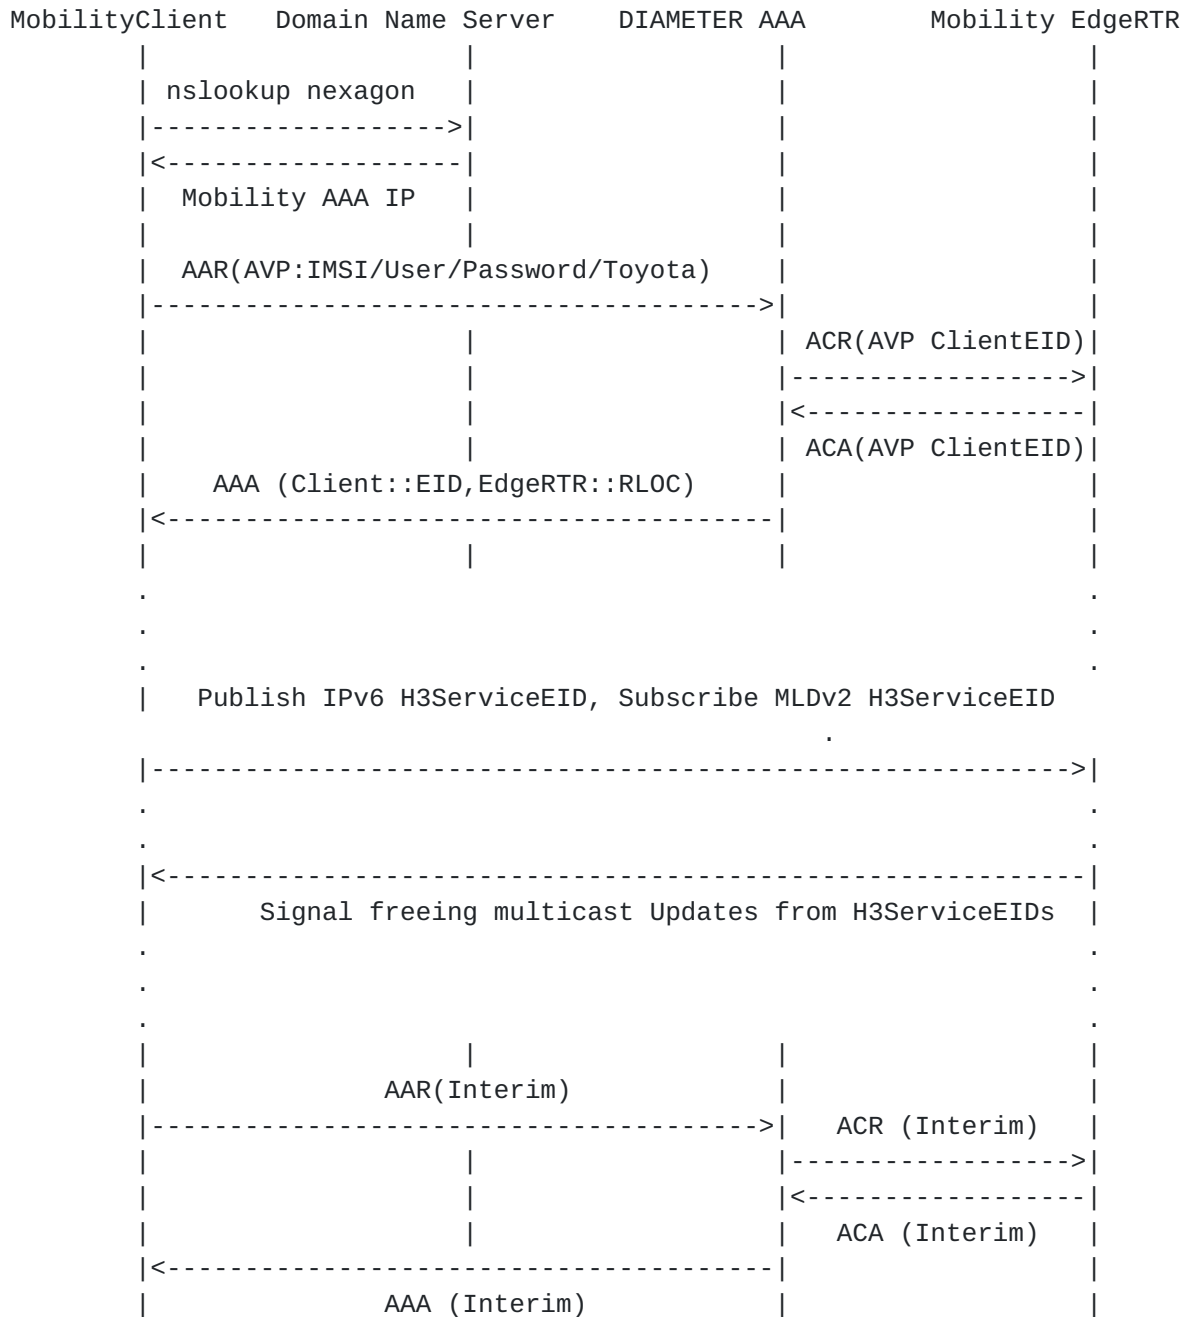 MobilityClient   Domain Name Server    DIAMETER AAA        Mobility EdgeRTR
        |                    |                   |                   |
        | nslookup nexagon   |                   |                   |
        |------------------->|                   |                   |
        |<-------------------|                   |                   |
        |  Mobility AAA IP   |                   |                   |
        |                    |                   |                   |
        |  AAR(AVP:IMSI/User/Password/Toyota)    |                   |
        |--------------------------------------->|                   |
        |                    |                   | ACR(AVP ClientEID)|
        |                    |                   |------------------>|
        |                    |                   |<------------------|
        |                    |                   | ACA(AVP ClientEID)|
        |    AAA (Client::EID,EdgeRTR::RLOC)     |                   |
        |<---------------------------------------|                   |
        |                    |                   |                   |
        .                                                            .
        .                                                            .
        .                                                            .
        |   Publish IPv6 H3ServiceEID, Subscribe MLDv2 H3ServiceEID
                                                    .
        |----------------------------------------------------------->|
        .                                                            .
        .                                                            .
        |<-----------------------------------------------------------|
        |       Signal freeing multicast Updates from H3ServiceEIDs  |
        .                                                            .
        .                                                            .
        .                                                            .
        |                    |                   |                   |
        |               AAR(Interim)             |                   |
        |--------------------------------------->|   ACR (Interim)   |
        |                    |                   |------------------>|
        |                    |                   |<------------------|
        |                    |                   |   ACA (Interim)   |
        |<---------------------------------------|                   |
        |               AAA (Interim)            |                   |